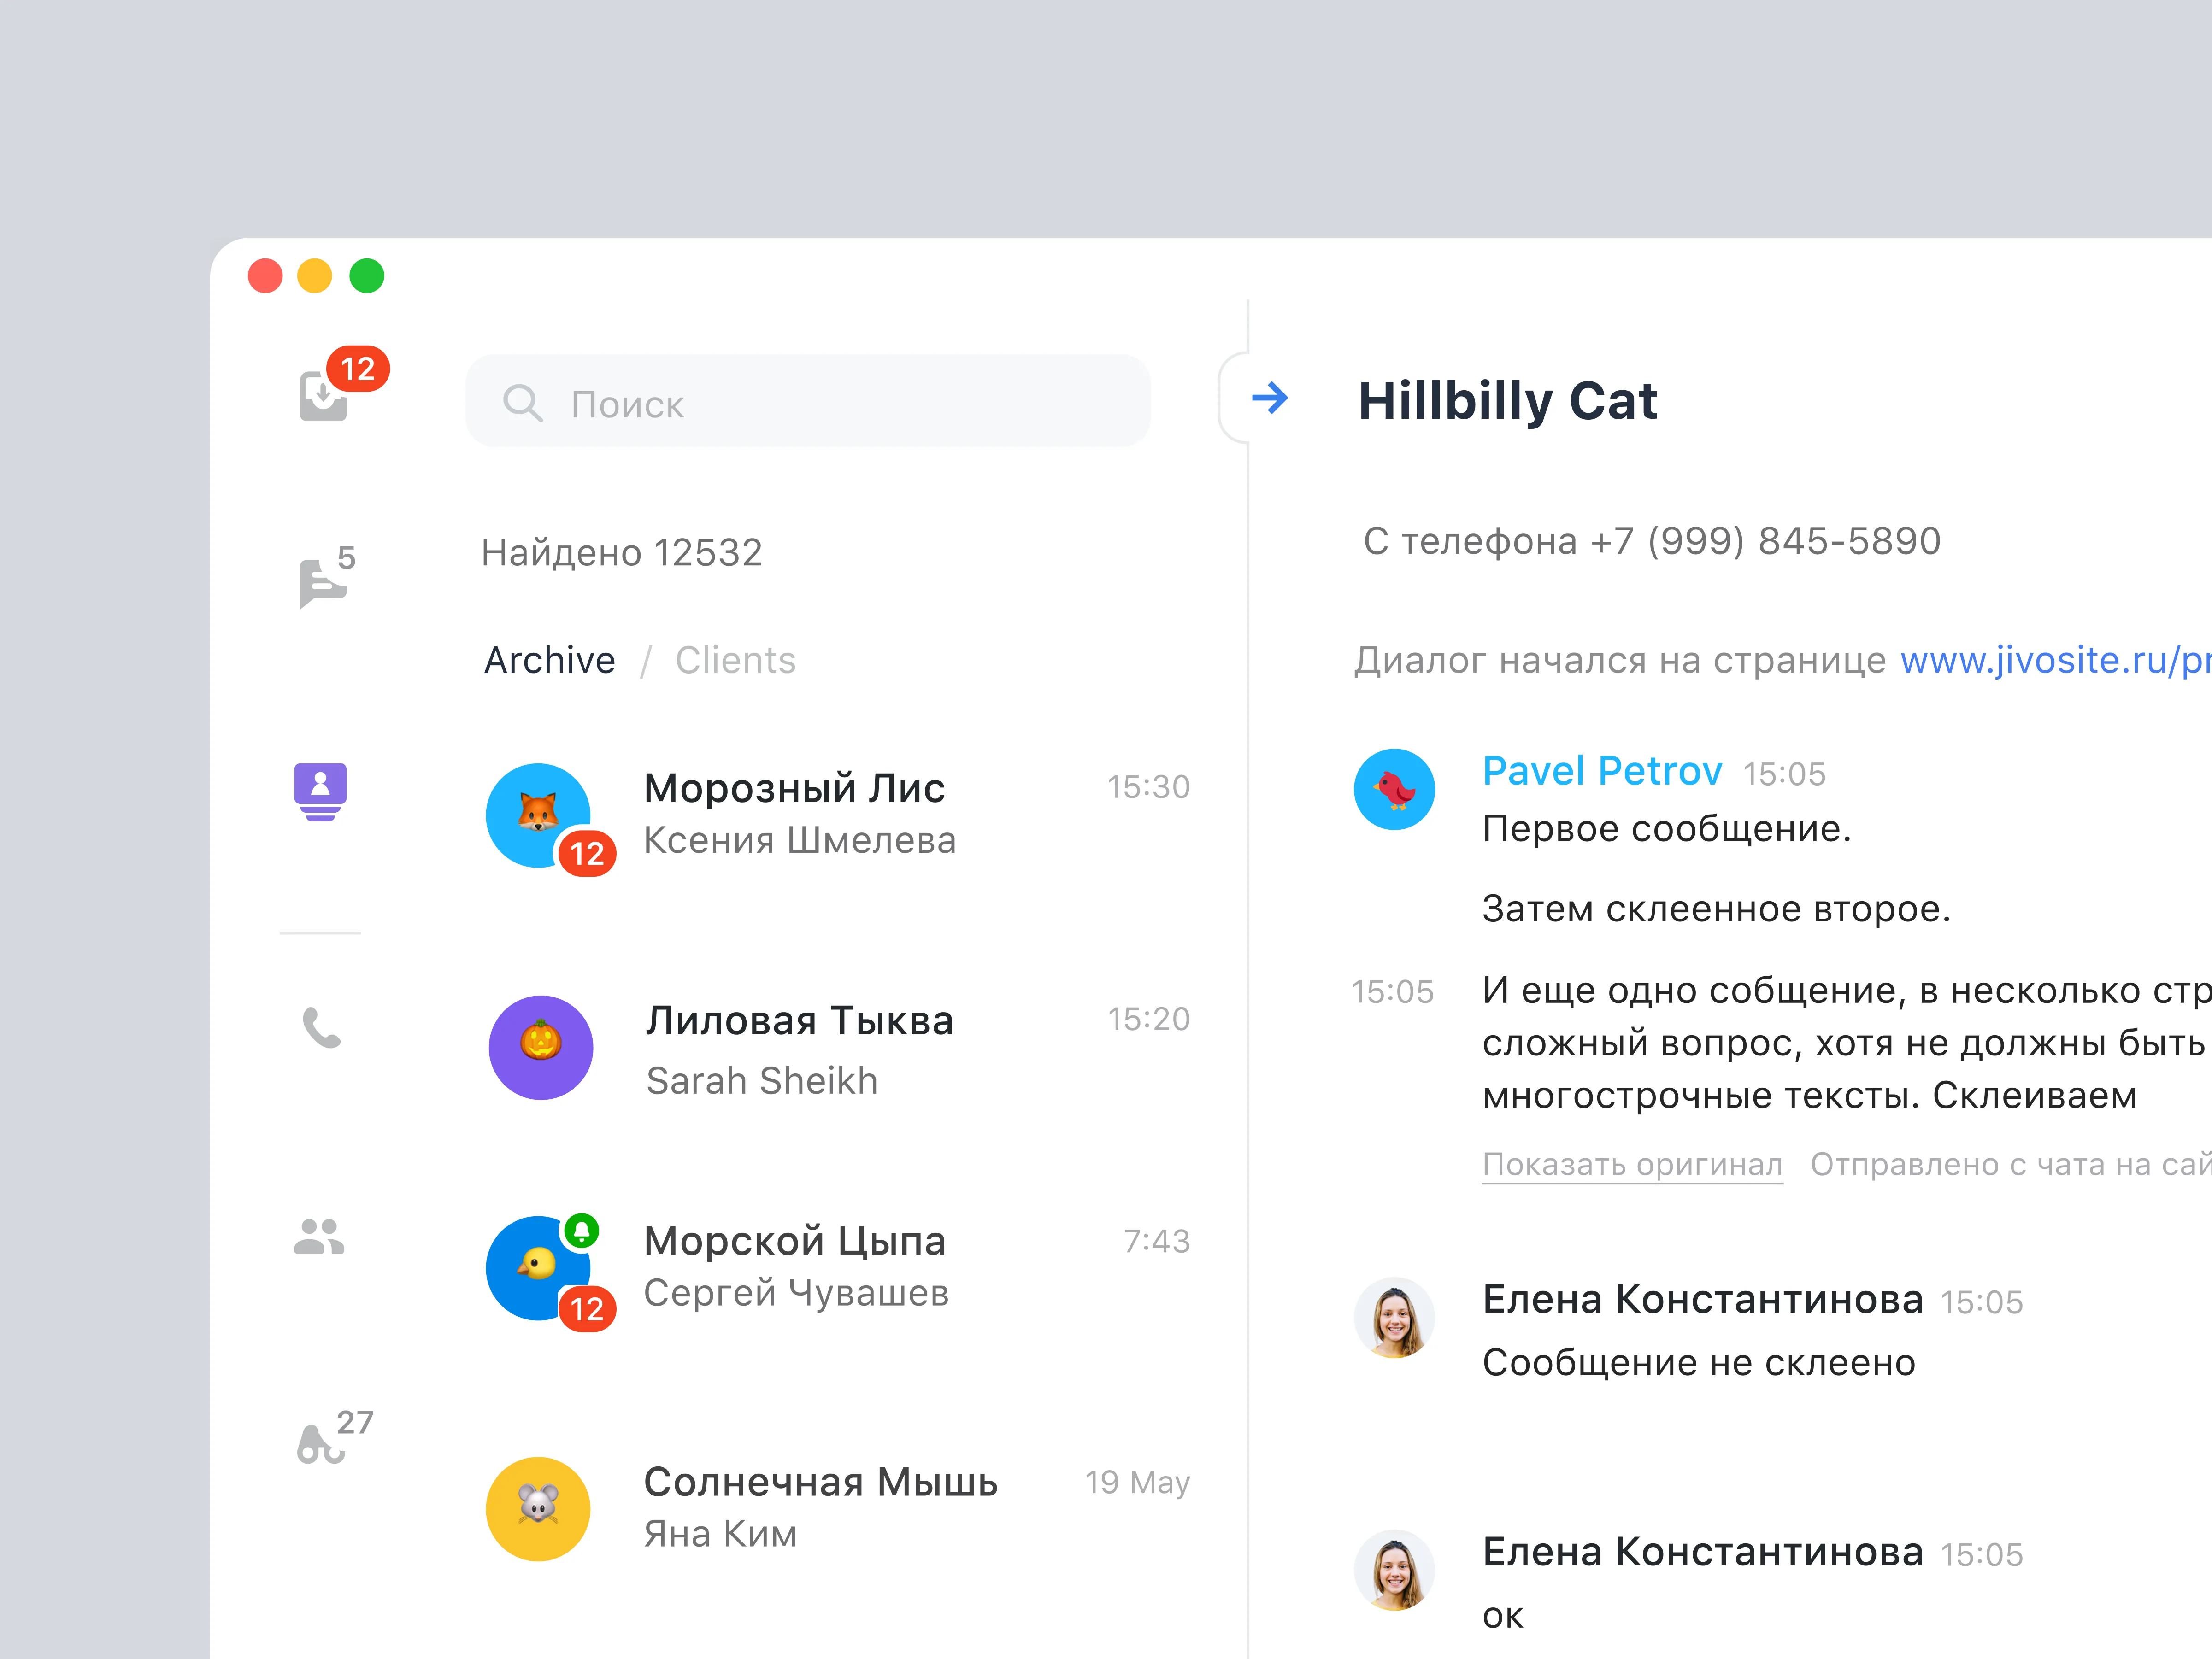 12
Поиск
5
Найдено 12532
Archive / Clients
Морозный Лис 15:30
Ксения Шмелева
12
Лиловая Тыква 15:20
Sarah Sheikh
Морской Цыпа 7:43
Сергей Чувашев
12
27
Солнечная Мышь 19 May
Яна Ким
Hillbilly Cat
С телефона +7 (999) 845-5890
Диалог начался на странице www.jivosite.ru/pr
Pavel Petrov 15:05
Первое сообщение.
Затем склеенное второе.
15:05 И еще одно собщение, в несколько стр
сложный вопрос, хотя не должны быть
многострочные тексты. Склеиваем
Показать оригинал Отправлено с чата на сай
Елена Константинова 15:05
Сообщение не склеено
Елена Константинова 15:05
ок